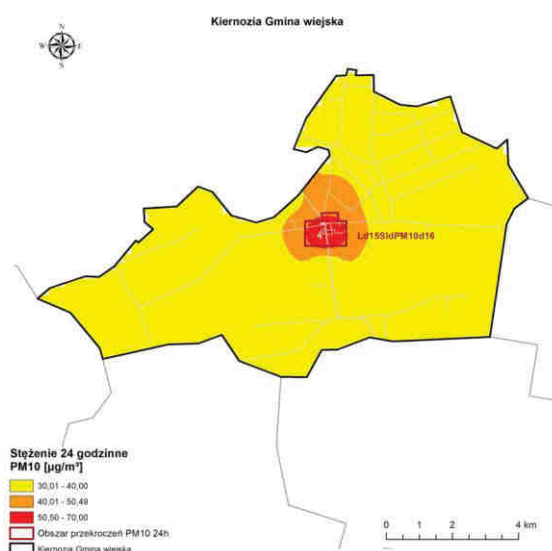 Kiernozia Gmina wiejska
N
W E
S
Ld15SldPM10d16
Stężenie 24 godzinne
PM10 [µg/m³]
30,01 - 40,00
40,01 - 50,49
50,50 - 70,00
Obszar przekroczeń PM10 24h
Kiernozia Gmina wiejska
0 1 2 4 km